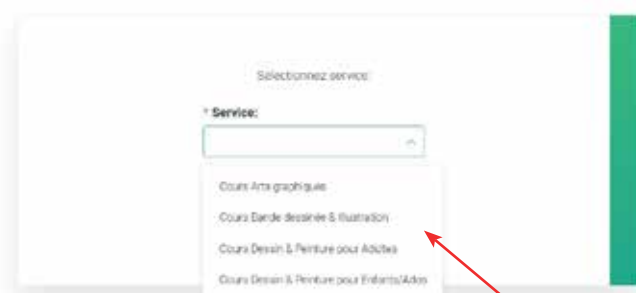 Sélectionnez service
* Service:
Cours Arts graphiques
Cours Bande dessinée & Illustration
Cours Dessin & Peinture pour Adultes
Cours Dessin & Peinture pour Enfants/Ados